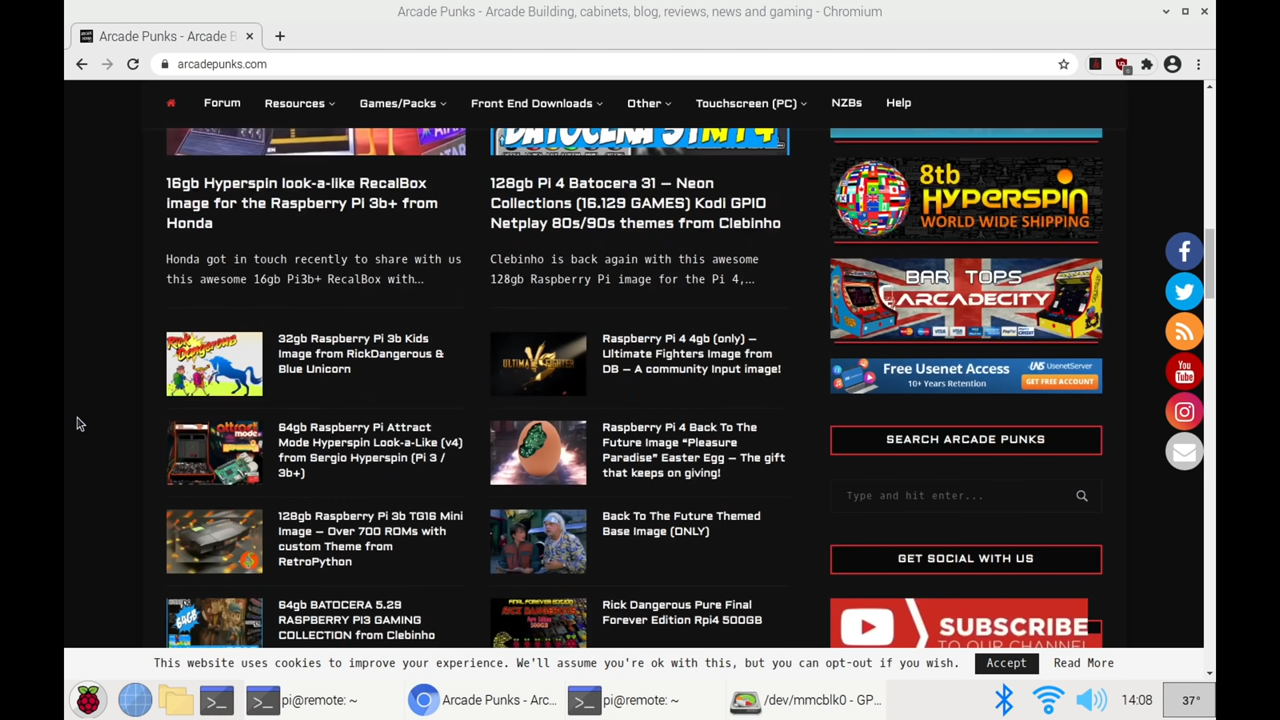 Arcade Punks - Arcade Building, cabinets, blog, reviews, news and gaming - Chromium
Arcade Punks - Arcade B
arcadepunks.com
Forum Resources Games/Packs Front End Downloads Other Touchscreen (PC) NZBs Help
16gb Hyperspin look-a-like RecalBox
image for the Raspberry PI 3b+ from
Honda
Honda got in touch recently to share with us
this awesome 16gb Pi3b+ RecalBox with...
128gb Pi 4 Batocera 31 – Neon
Collections (16.129 GAMES) Kodi GPIO
Netplay 80s/90s themes from Clebinho
Clebinho is back again with this awesome
128gb Raspberry Pi image for the Pi 4,...
32gb Raspberry Pi 3b Kids
Image from RickDangerous &
Blue Unicorn
64gb Raspberry Pi Attract
Mode Hyperspin Look-a-Like (v4)
from Sergio Hyperspin (Pi 3 /
3b+)
128gb Raspberry Pi 3b TG16 Mini
Image – Over 700 ROMs with
custom Theme from
RetroPython
64gb BATOCERA 5.29
RASPBERRY PI3 GAMING
COLLECTION from Clebinho
ULTIMATE FIGHTER
Raspberry Pi 4 4gb (only) –
Ultimate Fighters Image from
DB – A community Input image!
Raspberry Pi 4 Back To The
Future Image “Pleasure
Paradise” Easter Egg – The gift
that keeps on giving!
Back To The Future Themed
Base Image (ONLY)
RICK DANGEROUS
Rick Dangerous Pure Final
Forever Edition Rpi4 500GB
8tb
HYPERSPIN
WORLD WIDE SHIPPING
BAR TOPS
ARCADECITY
Free Usenet Access
10+ Years Retention
UsenetServer
GET FREE ACCOUNT
SEARCH ARCADE PUNKS
Type and hit enter...
GET SOCIAL WITH US
SUBSCRIBE
TO OUR CHANNEL
You
Tube
This website uses cookies to improve your experience. We'll assume you're ok with this, but you can opt-out if you wish. Accept Read More
pi@remote: ~
Arcade Punks - Arc...
pi@remote: ~
/dev/mmcblk0 - GP...
14:08
37°